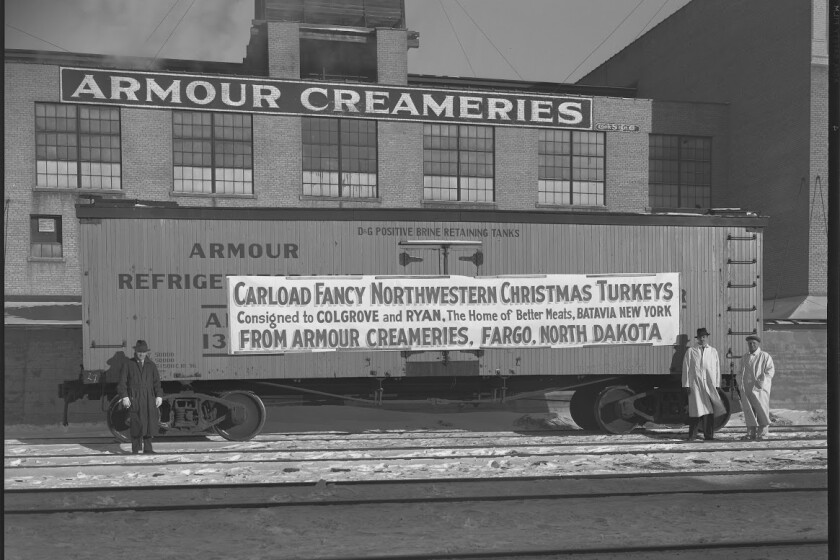 ARMOUR CREAMERIES
D&G POSITIVE BRINE RETAINING TANKS
ARMOUR
CARLOAD FANCY NORTHWESTERN CHRISTMAS TURKEYS
Consigned to COLGROVE and RYAN, The Home of Better Meats, BATAVIA NEW YORK
FROM ARMOUR CREAMERIES, FARGO, NORTH DAKOTA